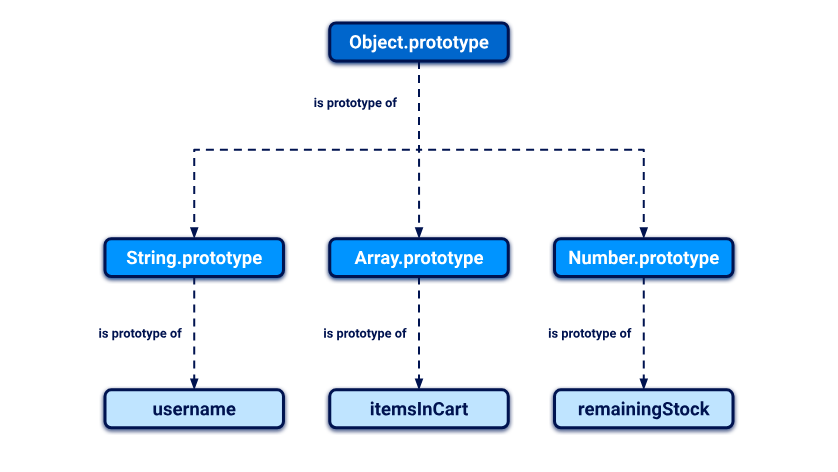 Object.prototype
is prototype of
String.prototype
Array.prototype
Number.prototype
is prototype of
is prototype of
is prototype of
username
itemsInCart
remainingStock